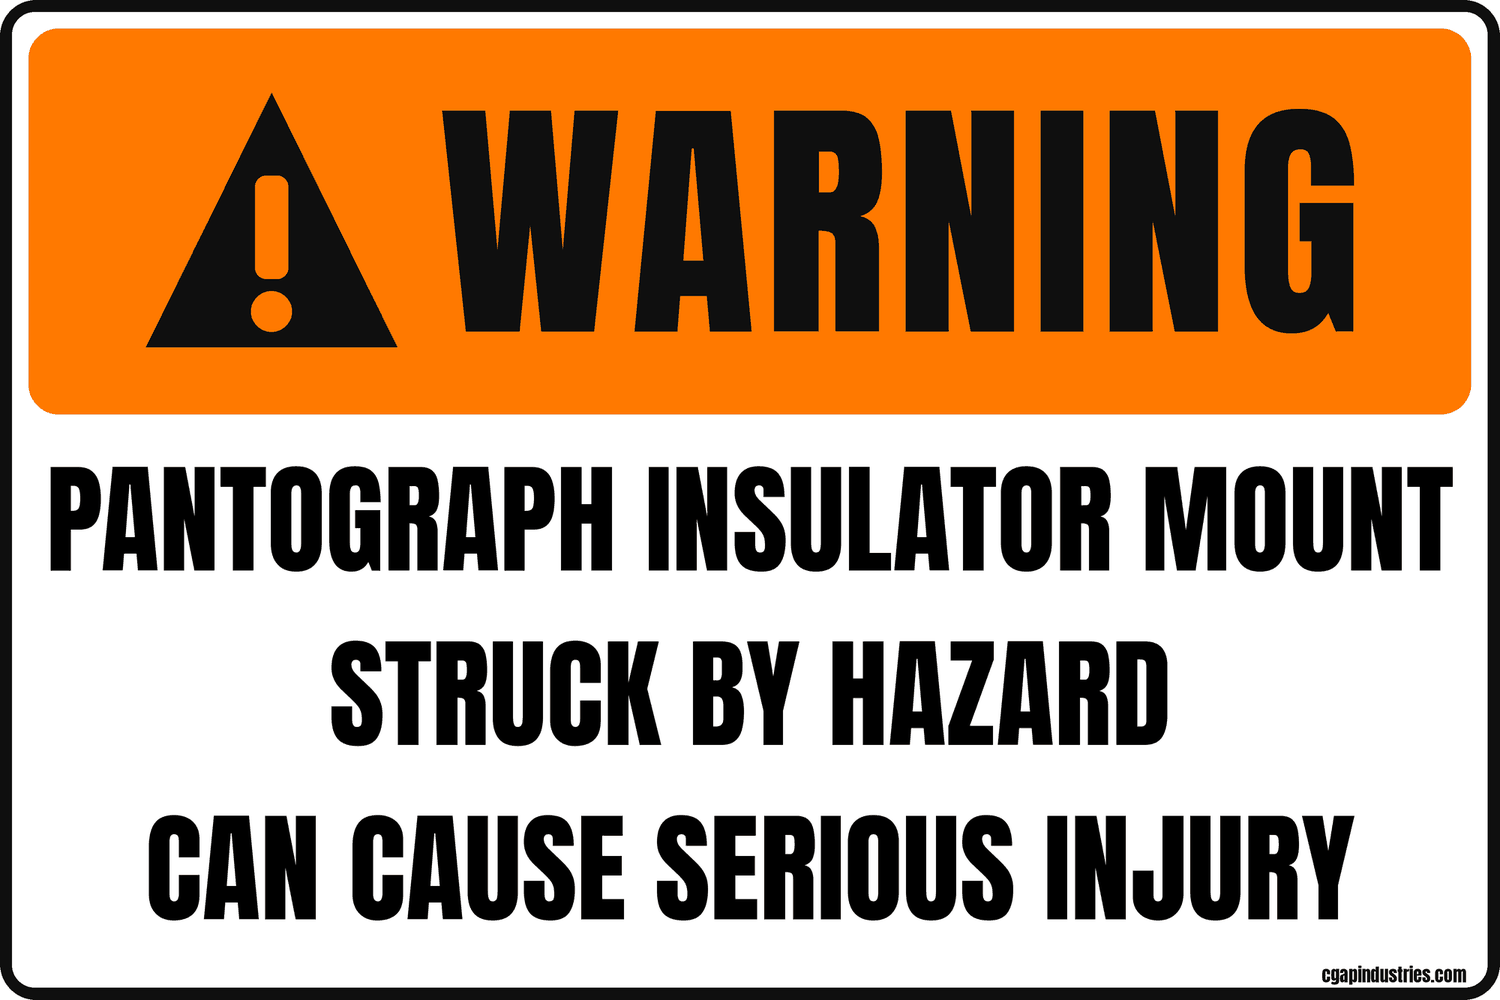 WARNING
PANTOGRAPH INSULATOR MOUNT
STRUCK BY HAZARD
CAN CAUSE SERIOUS INJURY
cgapindustries.com